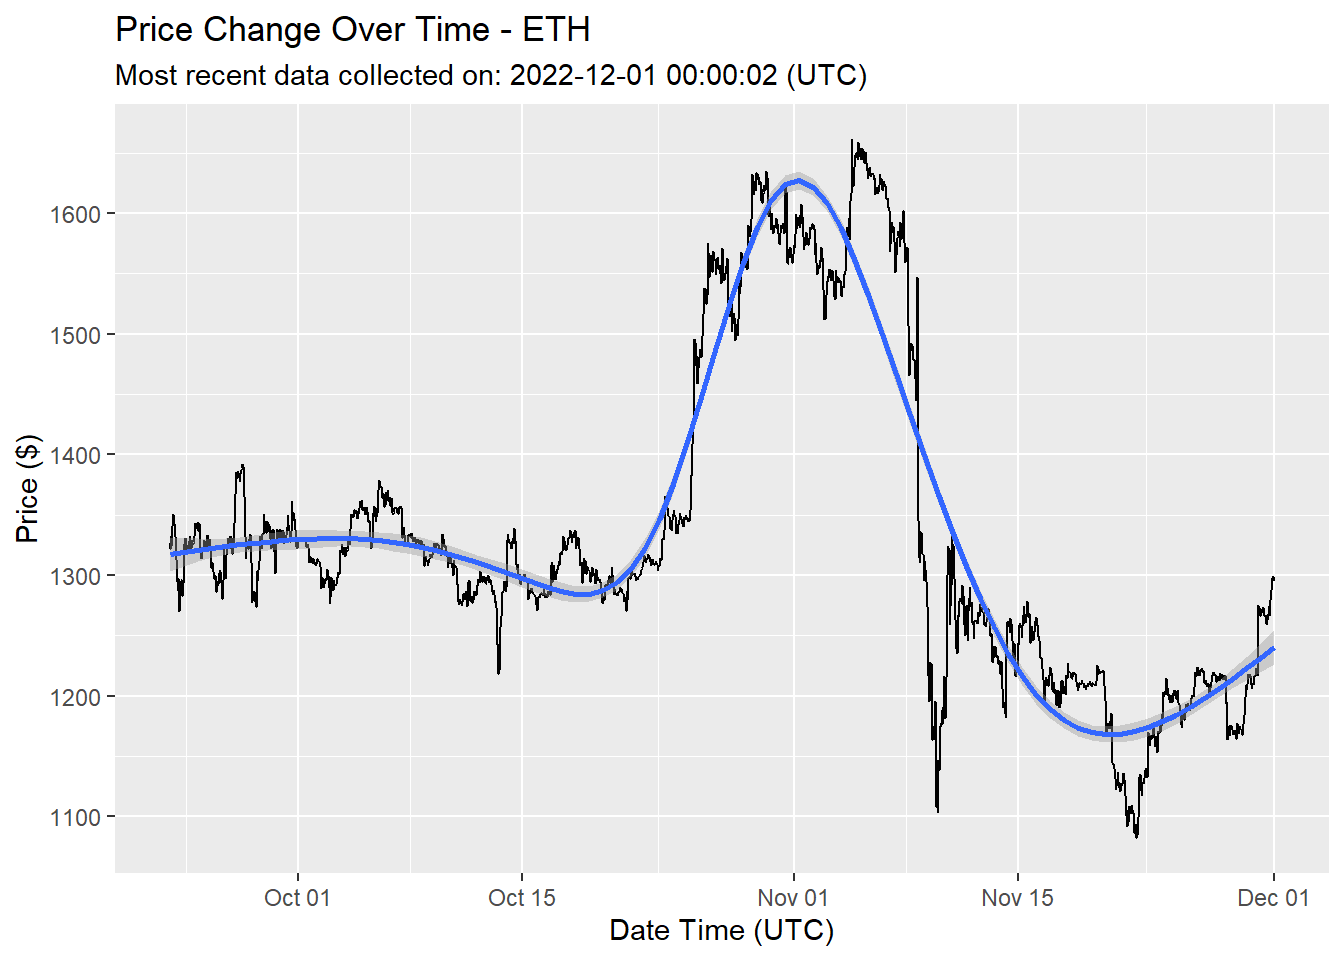 Price Change Over Time - ETH
Most recent data collected on: 2022-12-01 00:00:02 (UTC)
Price ($)
1600
1500
1400
1300
1200
1100
Oct 01
Oct 15
Nov 01
Nov 15
Dec 01
Date Time (UTC)